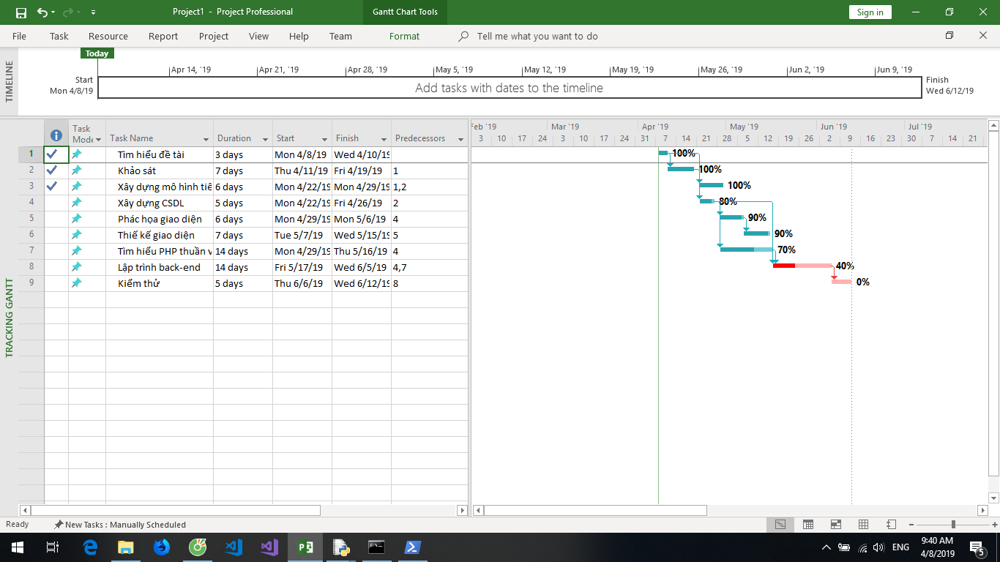 Project1 - Project Professional
Gantt Chart Tools
Sign in
File Task Resource Report Project View Help Team Format Tell me what you want to do
TIMELINE
Today
Apr 14, '19 Apr 21, '19 Apr 28, '19 May 5, '19 May 12, '19 May 19, '19 May 26, '19 Jun 2, '19 Jun 9, '19
Start
Mon 4/8/19
Add tasks with dates to the timeline
Finish
Wed 6/12/19
TRACKING GANTT
Task Mode Task Name Duration Start Finish Predecessors
Feb '19 Mar '19 Apr '19 May '19 Jun '19 Jul '19
3 10 17 24 3 10 17 24 31 7 14 21 28 5 12 19 26 2 9 16 23 30 7 14 21
1 Tìm hiểu đề tài 3 days Mon 4/8/19 Wed 4/10/19 100%
2 Khảo sát 7 days Thu 4/11/19 Fri 4/19/19 1 100%
3 Xây dựng mô hình tiê 6 days Mon 4/22/19 Mon 4/29/19 1,2 100%
4 Xây dựng CSDL 5 days Mon 4/22/19 Fri 4/26/19 2 80%
5 Phác họa giao diện 6 days Mon 4/29/19 Mon 5/6/19 4 90%
6 Thiế kế giao diện 7 days Tue 5/7/19 Wed 5/15/19 5 90%
7 Tìm hiểu PHP thuần v 14 days Mon 4/29/19 Thu 5/16/19 4 70%
8 Lập trình back-end 14 days Fri 5/17/19 Wed 6/5/19 4,7 40%
9 Kiểm thử 5 days Thu 6/6/19 Wed 6/12/19 8 0%
Ready New Tasks : Manually Scheduled
ENG
9:40 AM
4/8/2019
5